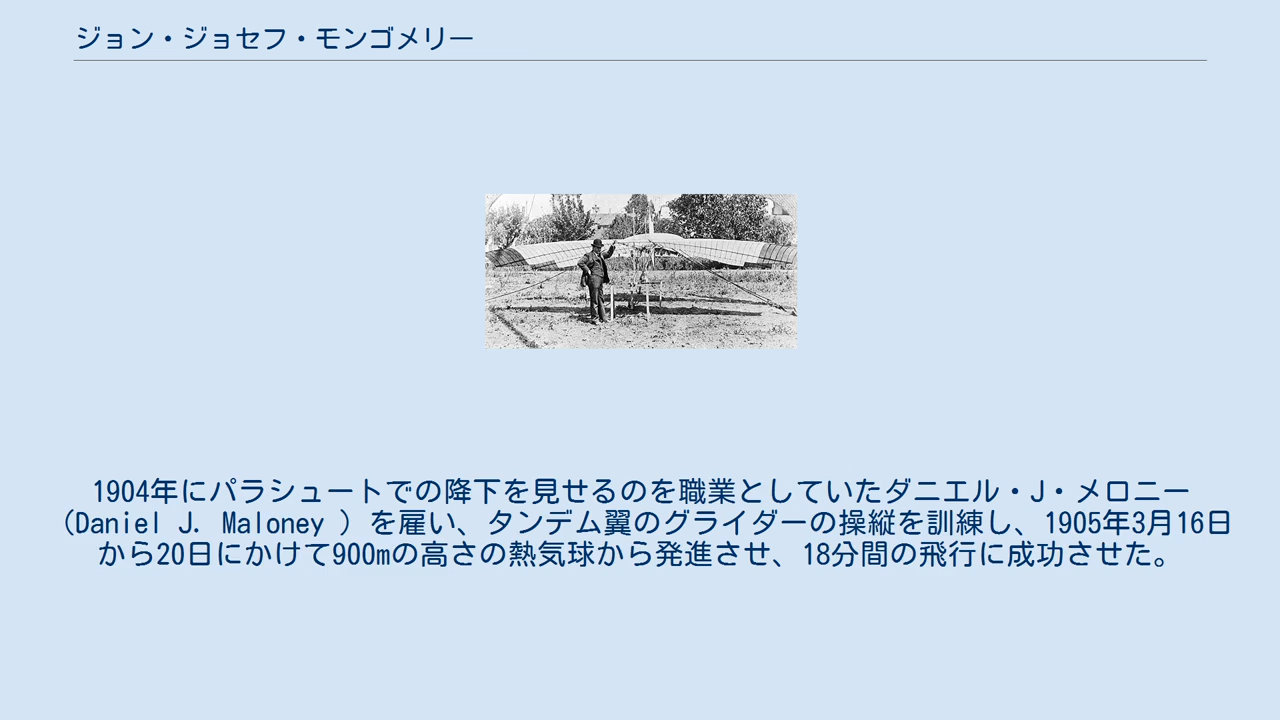 ジョン・ジョセフ・モンゴメリー
1904年にパラシュートでの降下を見せるのを職業としていたダニエル・J・メロニー
（Daniel J. Maloney ）を雇い、タンデム翼のグライダーの操縦を訓練し、1905年3月16日
から20日にかけて900mの高さの熱気球から発進させ、18分間の飛行に成功させた。